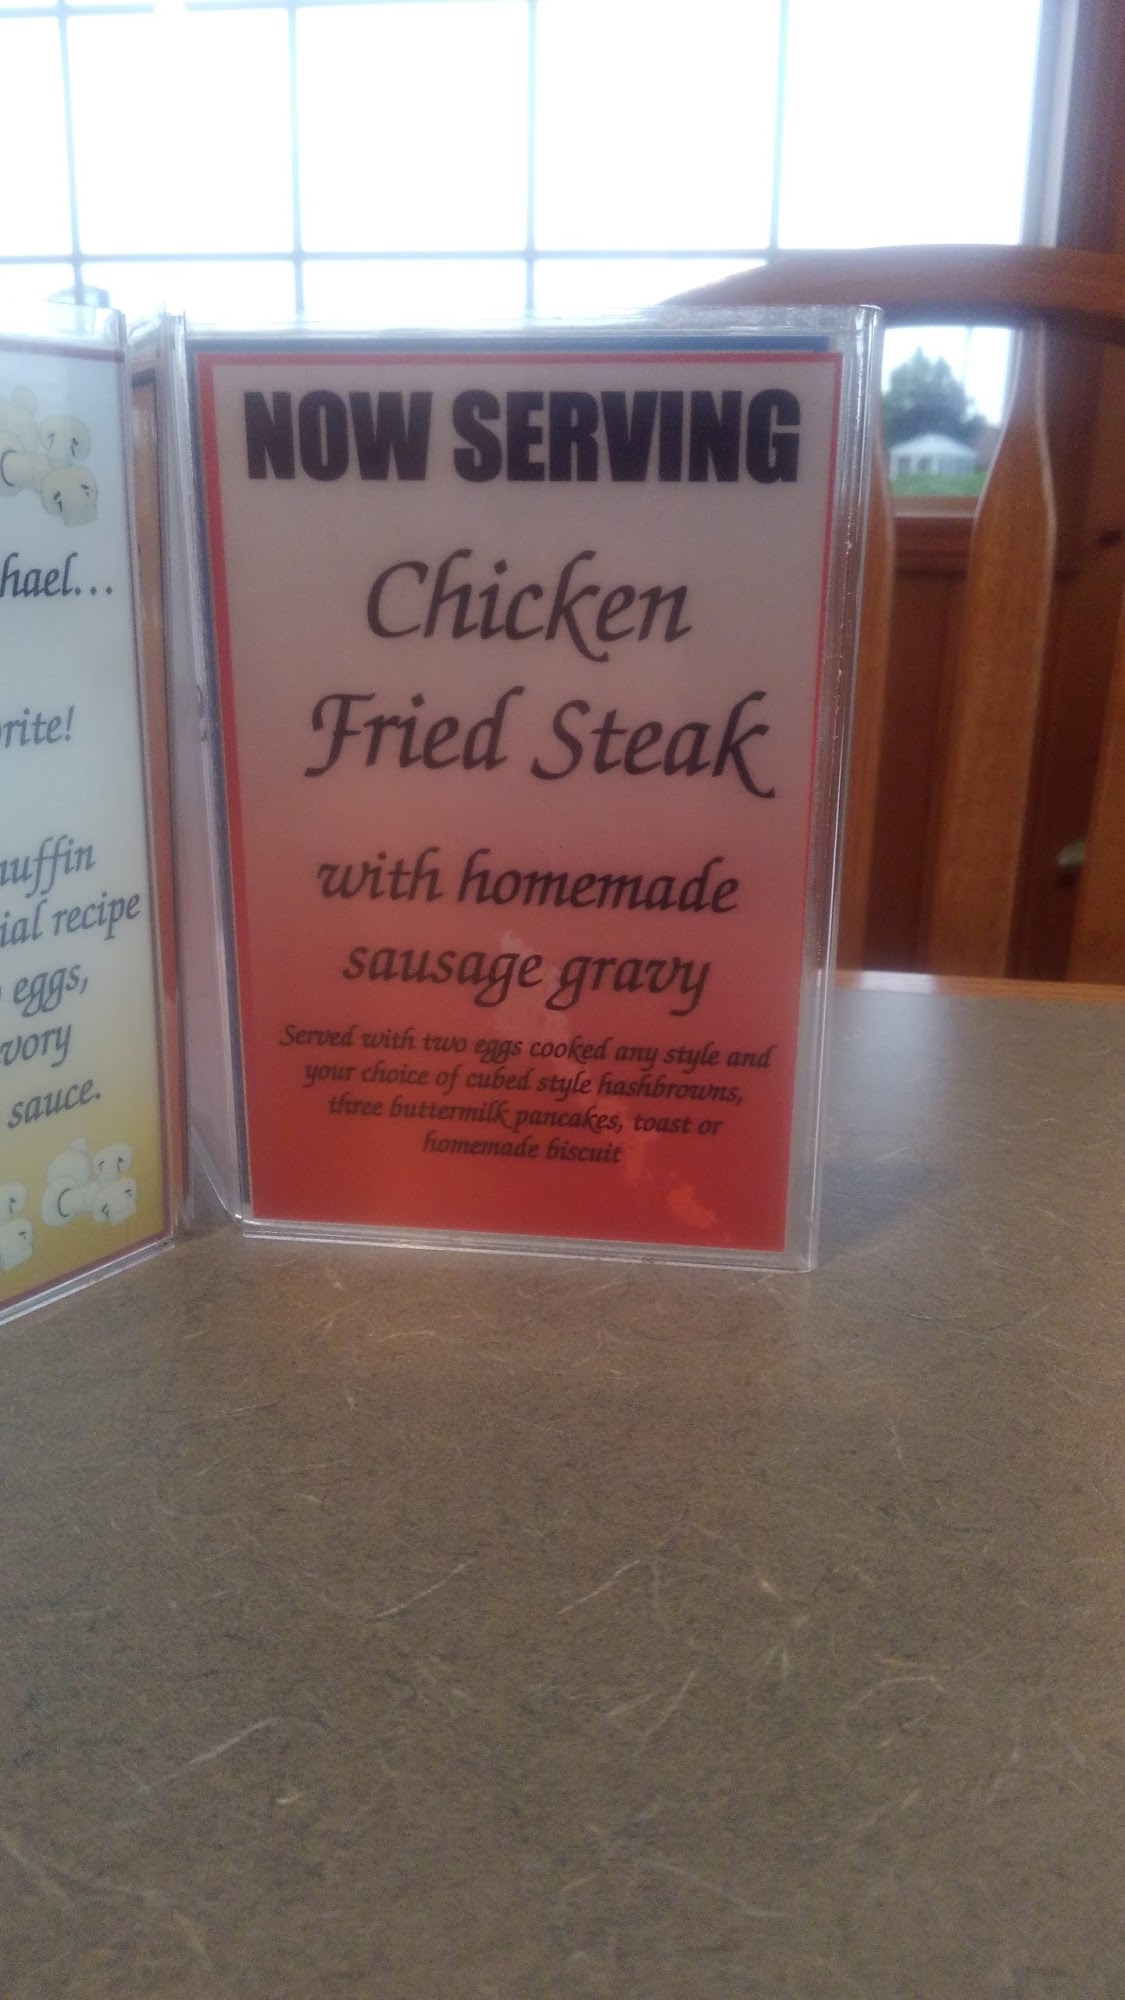 hael...
rite!
uffin
ial recipe
eggs,
vory
sauce.
NOW SERVING
Chicken
Fried Steak
with homemade
sausage gravy
Served with two eggs cooked any style and
your choice of cubed style hashbrowns,
three buttermilk pancakes, toast or
homemade biscuit